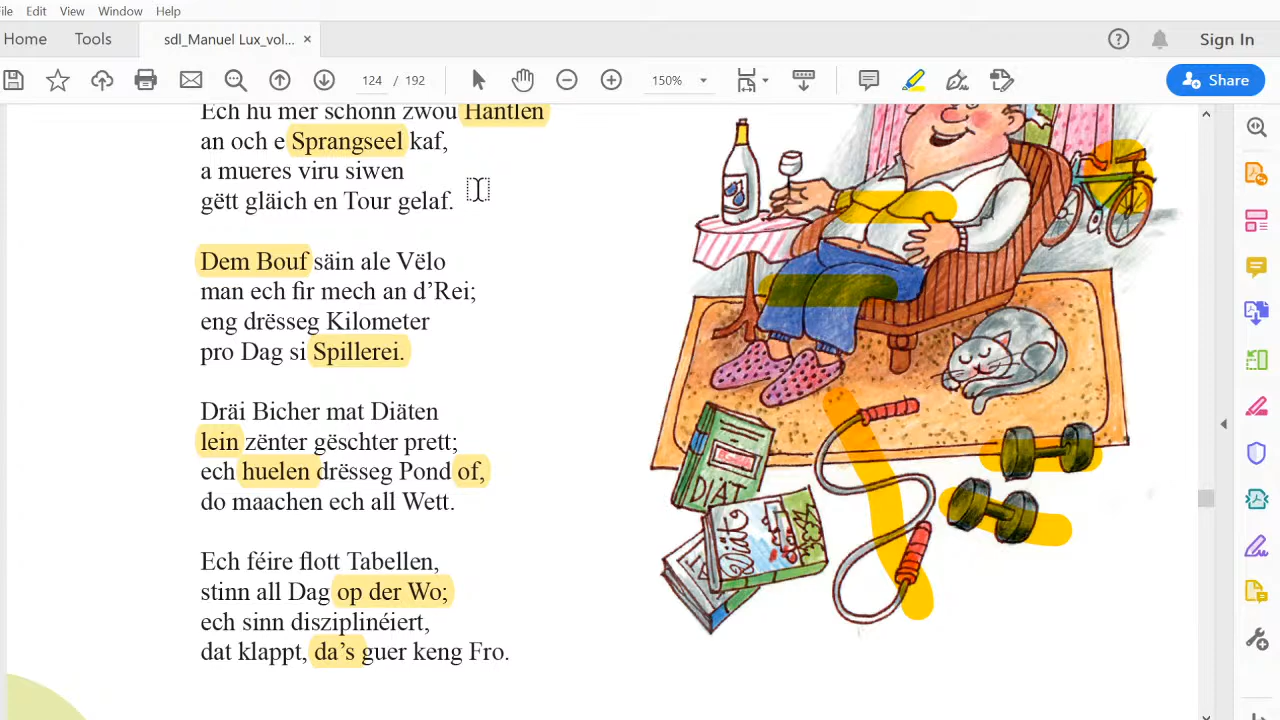 File Edit View Window Help
Home Tools sdl_Manuel Lux_vol... × Sign In
124 / 192 150% Share
Ech hu mer schonn zwou Hantlen
an och e Sprangseel kaf,
a mueres viru siwen
gëtt gläich en Tour gelaf.
Dem Bouf säin ale Vëlo
man ech fir mech an d’Rei;
eng drësseg Kilometer
pro Dag si Spillerei.
Dräi Bicher mat Diäten
lein zënter gëschter prett;
ech huelen drësseg Pond of,
do maachen ech all Wett.
Ech féire flott Tabellen,
stinn all Dag op der Wo;
ech sinn disziplinéiert,
dat klappt, da’s guer keng Fro.
DIÄT
Diät